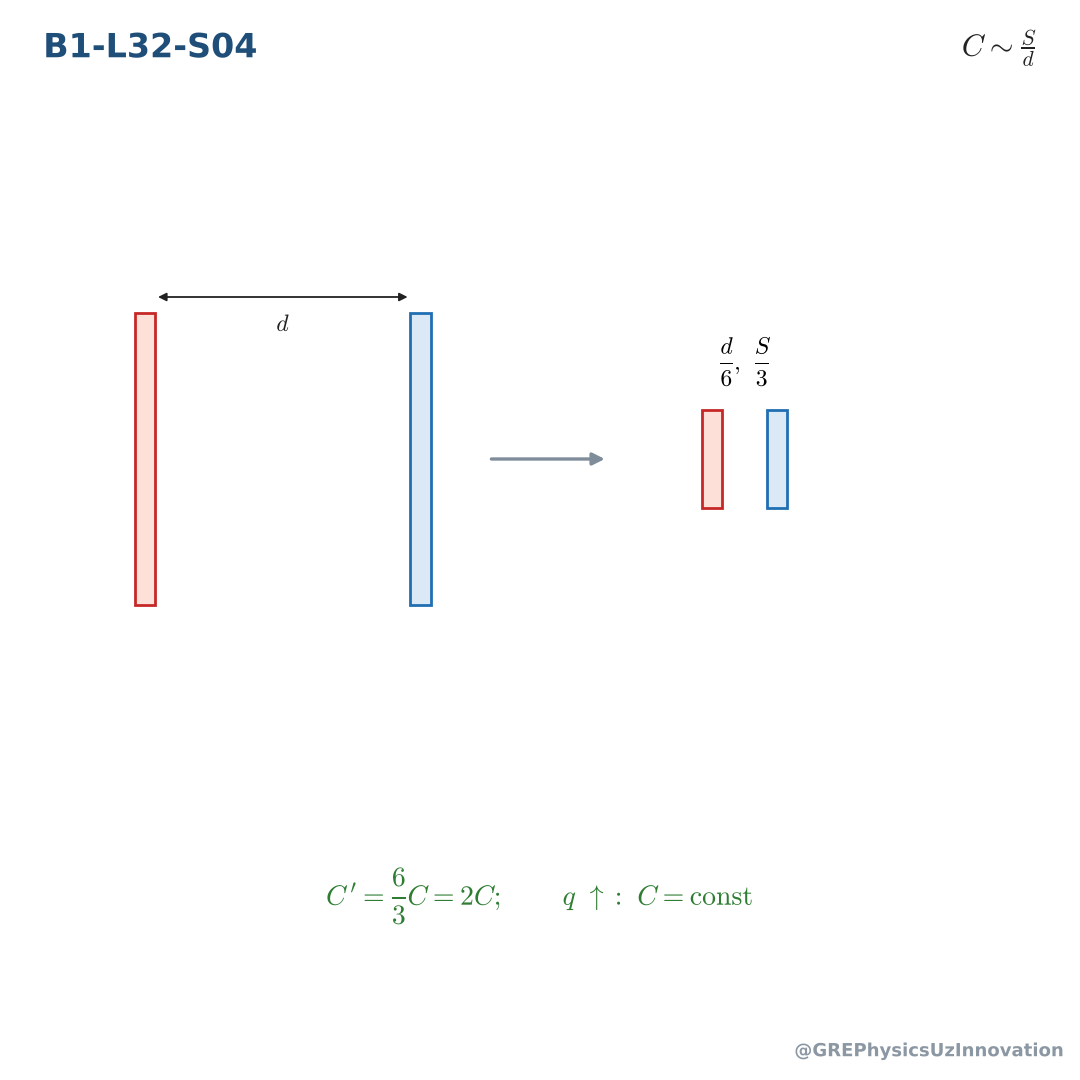 B1-L32-S04
C ∼ S/d
d
d/6, S/3
C′ = 6/3 C = 2C; q ↑ : C = const
@GREPhysicsUzInnovation